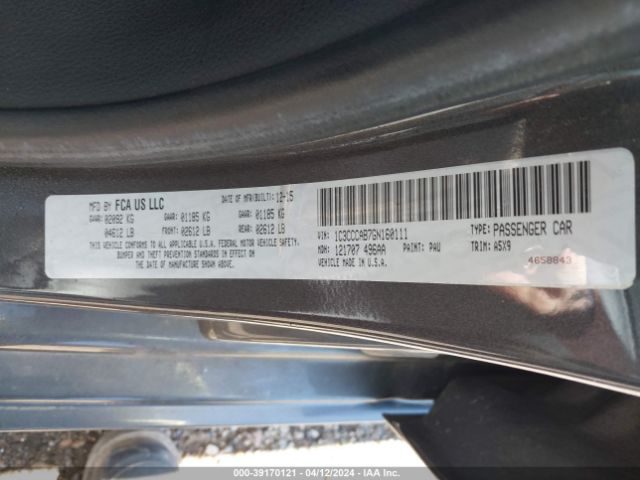 MFD BY FCA US LLC
DATE OF MFR(BUILT): 12-15
GVWR: 02092 KG
04612 LB
GAWR: 01185 KG
FRONT: 02612 LB
GAWR: 01185 KG
REAR: 02612 LB
THIS VEHICLE CONFORMS TO ALL APPLICABLE U.S.A. FEDERAL MOTOR VEHICLE SAFETY,
BUMPER AND THEFT PREVENTION STANDARDS IN EFFECT ON
THE DATE OF MANUFACTURE SHOWN ABOVE.
VIN: 1C3CCCAB7GN160111
TYPE: PASSENGER CAR
MDH: 121707 496AA
PAINT: PAU
TRIM: A5X9
VEHICLE MADE IN U.S.A.
4658843
000-39170121 - 04/12/2024 - IAA Inc.